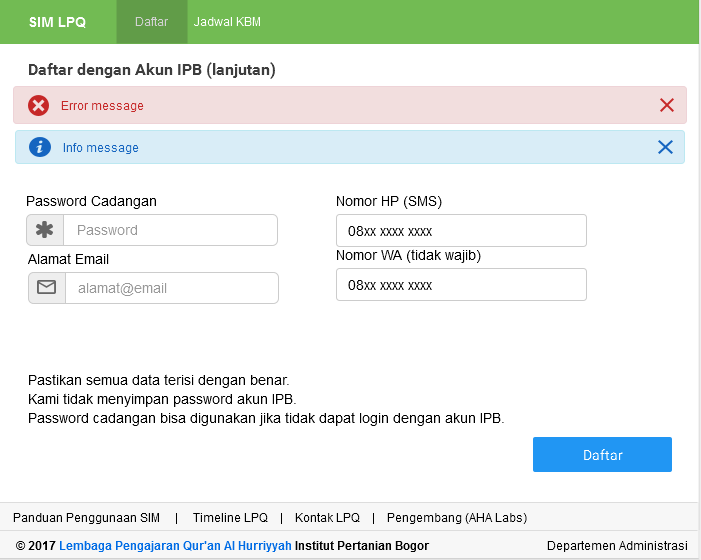 SIM LPQ Daftar Jadwal KBM
Daftar dengan Akun IPB (lanjutan)
Error message
Info message
Password Cadangan
Password
Alamat Email
alamat@email
Nomor HP (SMS)
08xx xxxx xxxx
Nomor WA (tidak wajib)
08xx xxxx xxxx
Pastikan semua data terisi dengan benar.
Kami tidak menyimpan password akun IPB.
Password cadangan bisa digunakan jika tidak dapat login dengan akun IPB.
Daftar
Panduan Penggunaan SIM | Timeline LPQ | Kontak LPQ | Pengembang (AHA Labs)
© 2017 Lembaga Pengajaran Qur'an Al Hurriyyah Institut Pertanian Bogor Departemen Administrasi